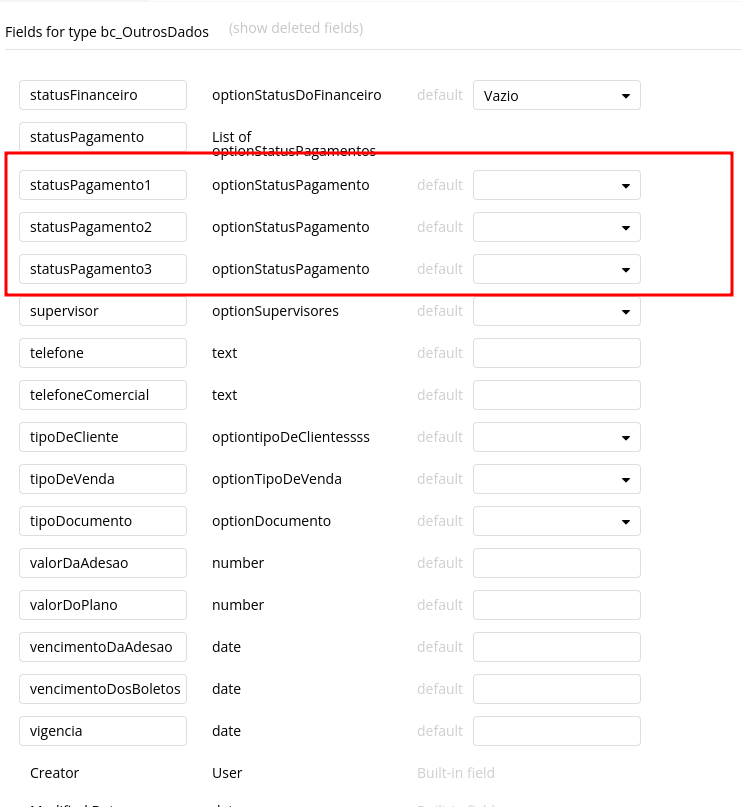 Fields for type bc_OutrosDados (show deleted fields)
statusFinanceiro optionStatusDoFinanceiro default Vazio
statusPagamento List of
optionStatusPagamentos
statusPagamento1 optionStatusPagamento default
statusPagamento2 optionStatusPagamento default
statusPagamento3 optionStatusPagamento default
supervisor optionSupervisores default
telefone text default
telefoneComercial text default
tipoDeCliente optiontipoDeClientessss default
tipoDeVenda optionTipoDeVenda default
tipoDocumento optionDocumento default
valorDaAdesao number default
valorDoPlano number default
vencimentoDaAdesao date default
vencimentoDosBoletos date default
vigencia date default
Creator User Built-in field